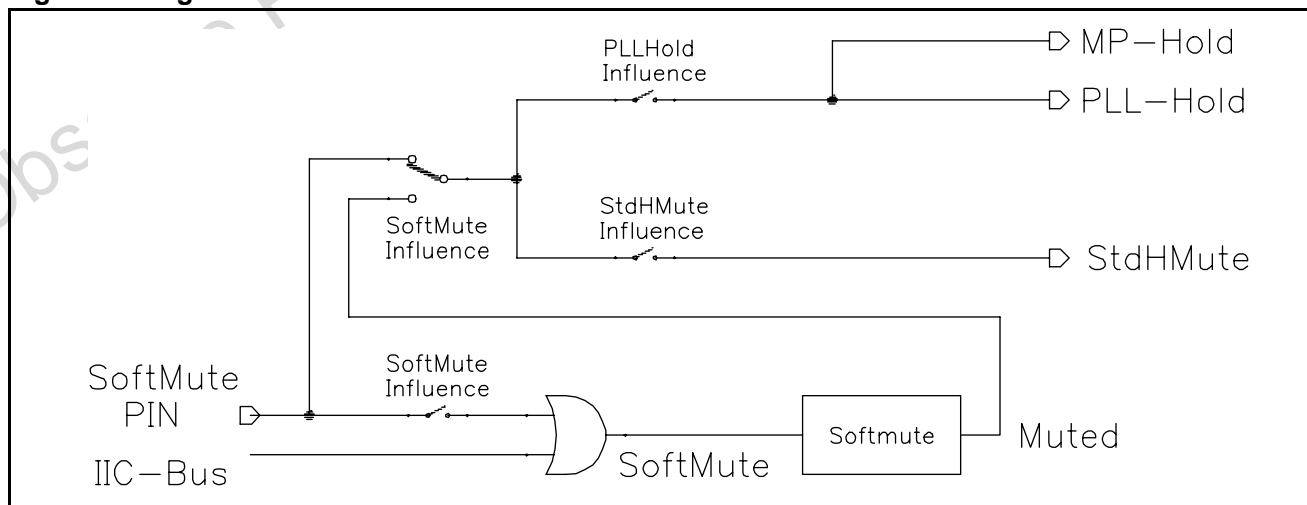 PLLHold
Influence
MP-Hold
PLL-Hold
SoftMute
Influence
StdHMute
Influence
StdHMute
SoftMute
PIN
SoftMute
Influence
IIC-Bus
SoftMute
Softmute
Muted